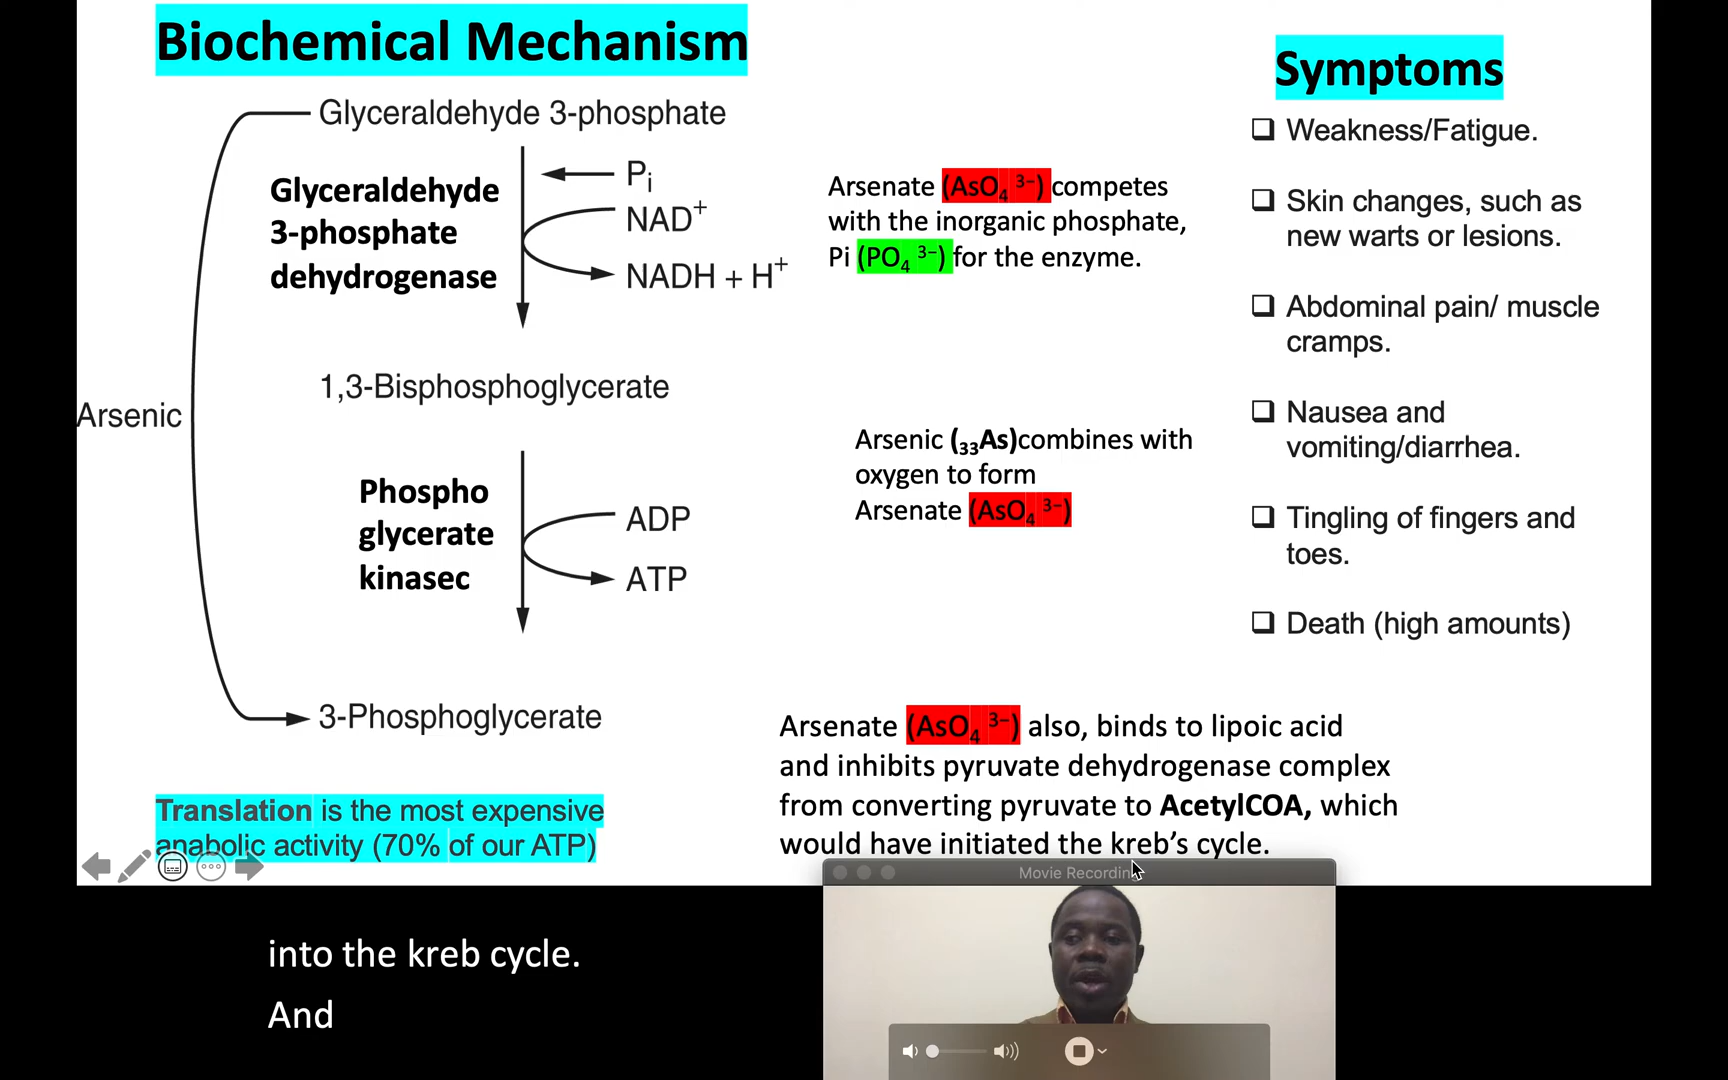 Biochemical Mechanism
Glyceraldehyde 3-phosphate
Glyceraldehyde
3-phosphate
dehydrogenase
Pi
NAD+
NADH + H+
1,3-Bisphosphoglycerate
Arsenic
Phospho
glycerate
kinasec
ADP
ATP
3-Phosphoglycerate
Translation is the most expensive
anabolic activity (70% of our ATP)
Arsenate (AsO4 3−) competes
with the inorganic phosphate,
Pi (PO4 3−) for the enzyme.
Arsenic (33As)combines with
oxygen to form
Arsenate (AsO4 3−)
Arsenate (AsO4 3−) also, binds to lipoic acid
and inhibits pyruvate dehydrogenase complex
from converting pyruvate to AcetylCOA, which
would have initiated the kreb’s cycle.
Symptoms
Weakness/Fatigue.
Skin changes, such as
new warts or lesions.
Abdominal pain/ muscle
cramps.
Nausea and
vomiting/diarrhea.
Tingling of fingers and
toes.
Death (high amounts)
Movie Recording
into the kreb cycle.
And